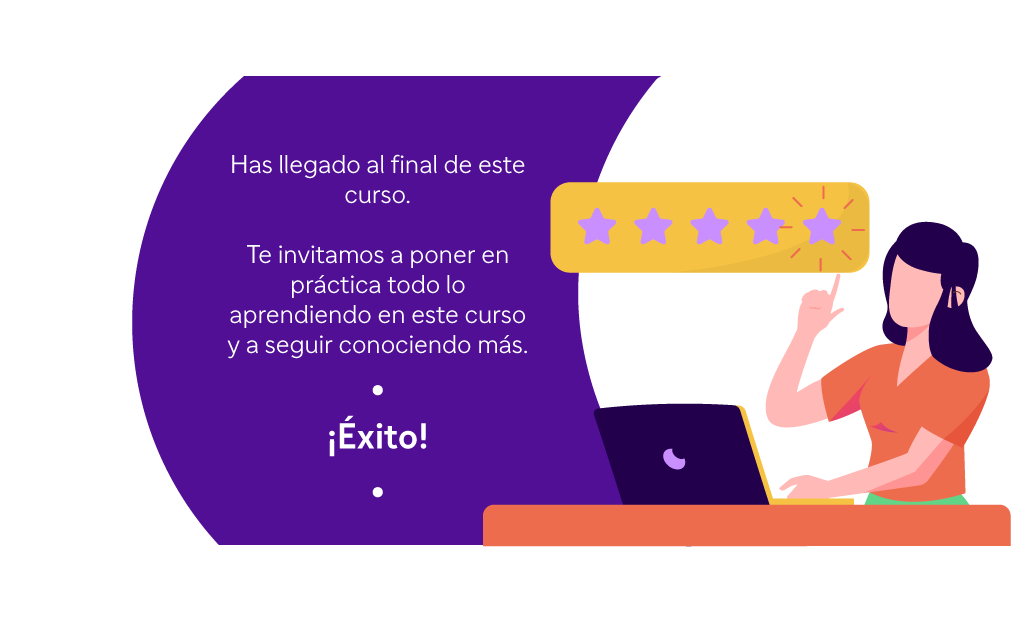 Has llegado al final de este
curso.
Te invitamos a poner en
práctica todo lo
aprendiendo en este curso
y a seguir conociendo más.
¡Éxito!